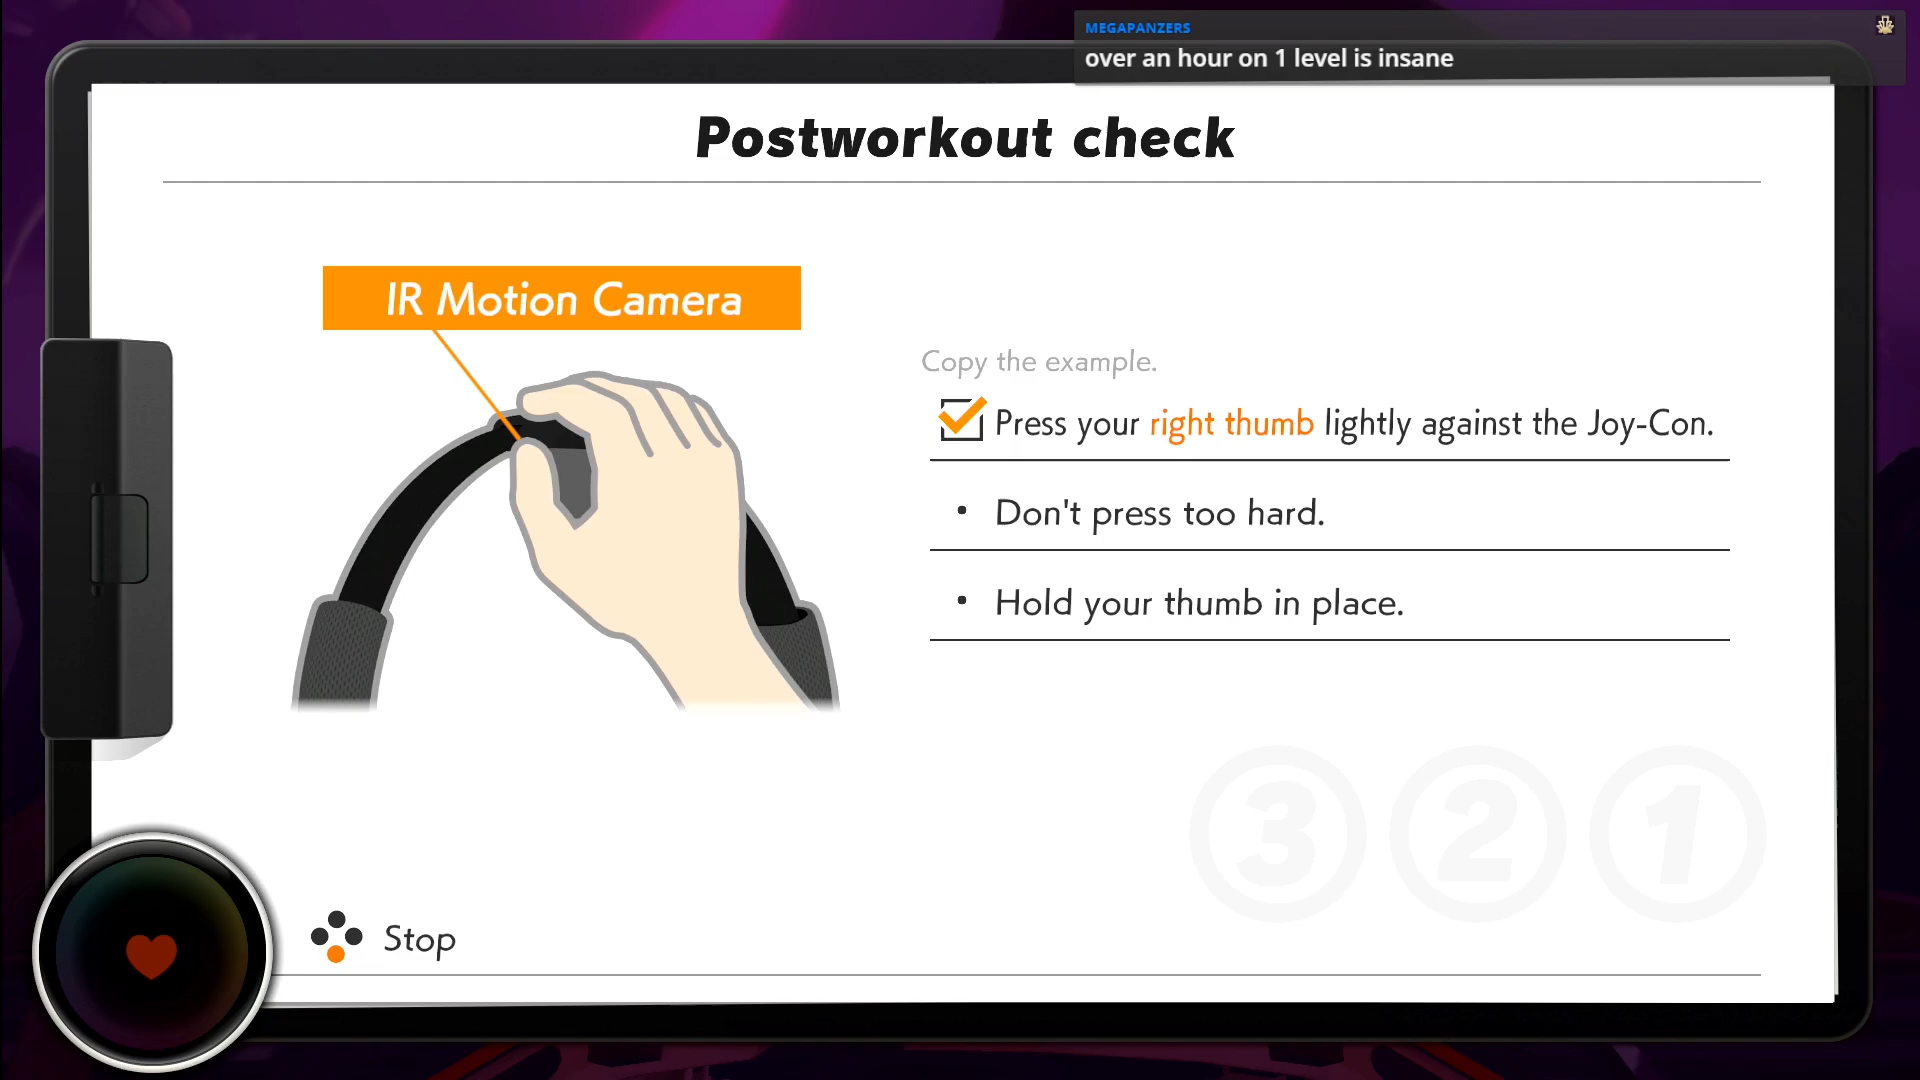 MEGAPANZERS
over an hour on 1 level is insane
Postworkout check
IR Motion Camera
Copy the example.
Press your right thumb lightly against the Joy-Con.
• Don't press too hard.
• Hold your thumb in place.
3 2 1
Stop